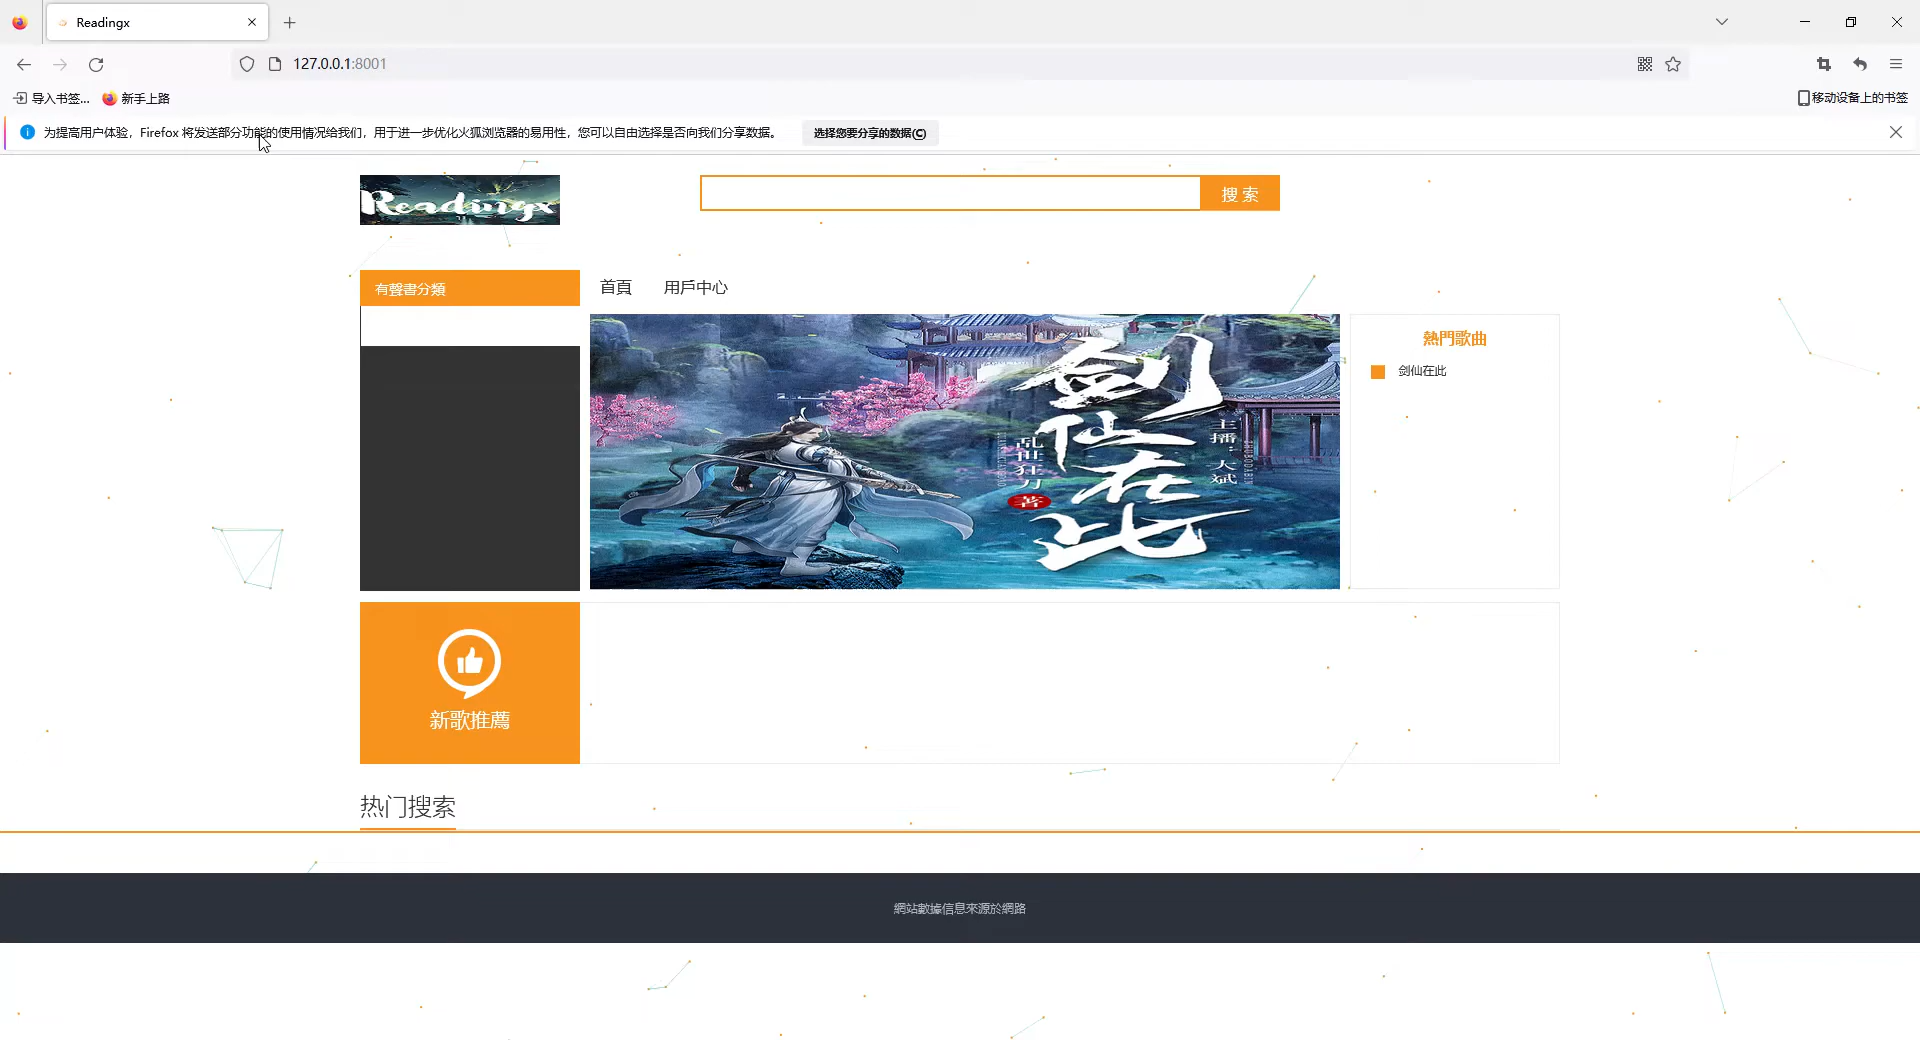 Readingx
127.0.0.1:8001
导入书签... 新手上路 移动设备上的书签
为提高用户体验，Firefox 将发送部分功能的使用情况给我们，用于进一步优化火狐浏览器的易用性，您可以自由选择是否向我们分享数据。 选择您要分享的数据(C)
Readingx
搜 索
有聲書分類
首頁 用戶中心
剑仙在此
乱世狂刀 著
主播：大斌
熱門歌曲
剑仙在此
新歌推薦
热门搜索
網站數據信息來源於網路